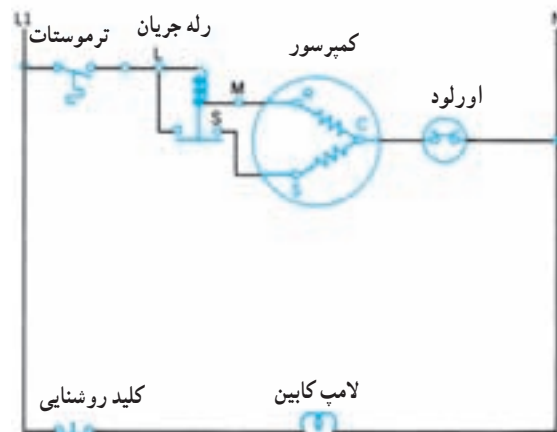 L1
N
ترموستات
رله جریان
کمپرسور
اورلود
L
M
S
R
C
S
کلید روشنایی
لامپ کابین